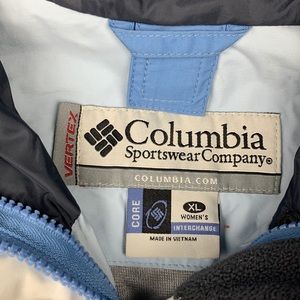 VERTEX
Columbia
Sportswear Company®
COLUMBIA.COM
CORE
XL
WOMEN'S
INTERCHANGE
MADE IN VIETNAM